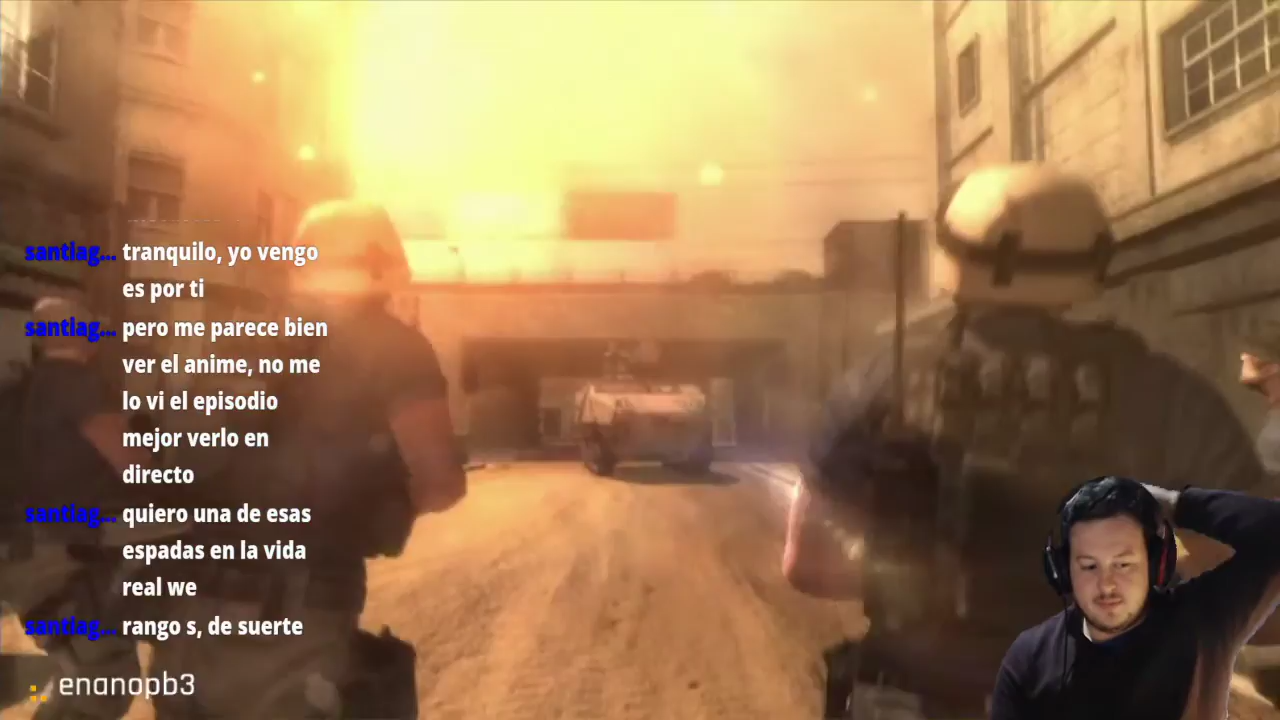 santiag... tranquilo, yo vengo
es por ti
santiag... pero me parece bien
ver el anime, no me
lo vi el episodio
mejor verlo en
directo
santiag... quiero una de esas
espadas en la vida
real we
santiag... rango s, de suerte
enanopb3